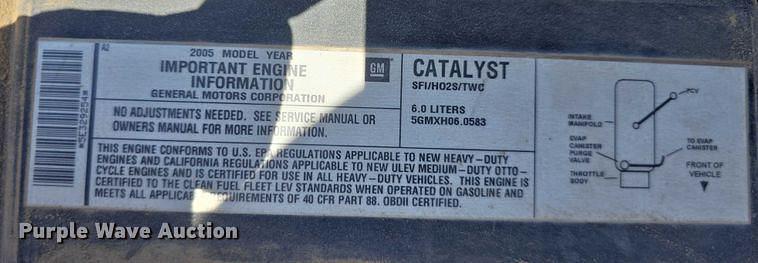 A2
2005 MODEL YEAR
IMPORTANT ENGINE
INFORMATION
GENERAL MOTORS CORPORATION
GM
NO ADJUSTMENTS NEEDED. SEE SERVICE MANUAL OR
OWNERS MANUAL FOR MORE INFORMATION.
CATALYST
SFI/HO2S/TWC
6.0 LITERS
5GMXH06.0583
THIS ENGINE CONFORMS TO U.S. EPA REGULATIONS APPLICABLE TO NEW HEAVY-DUTY
ENGINES AND CALIFORNIA REGULATIONS APPLICABLE TO NEW ULEV MEDIUM-DUTY OTTO-
CYCLE ENGINES AND IS CERTIFIED FOR USE IN ALL HEAVY-DUTY VEHICLES. THIS ENGINE IS
CERTIFIED TO THE CLEAN FUEL FLEET LEV STANDARDS WHEN OPERATED ON GASOLINE AND
MEETS ALL APPLICABLE REQUIREMENTS OF 40 CFR PART 88. OBDII CERTIFIED.
PCV
INTAKE
MANIFOLD
EVAP
CANISTER
PURGE
VALVE
THROTTLE
BODY
TO EVAP
CANISTER
FRONT OF
VEHICLE
Purple Wave Auction